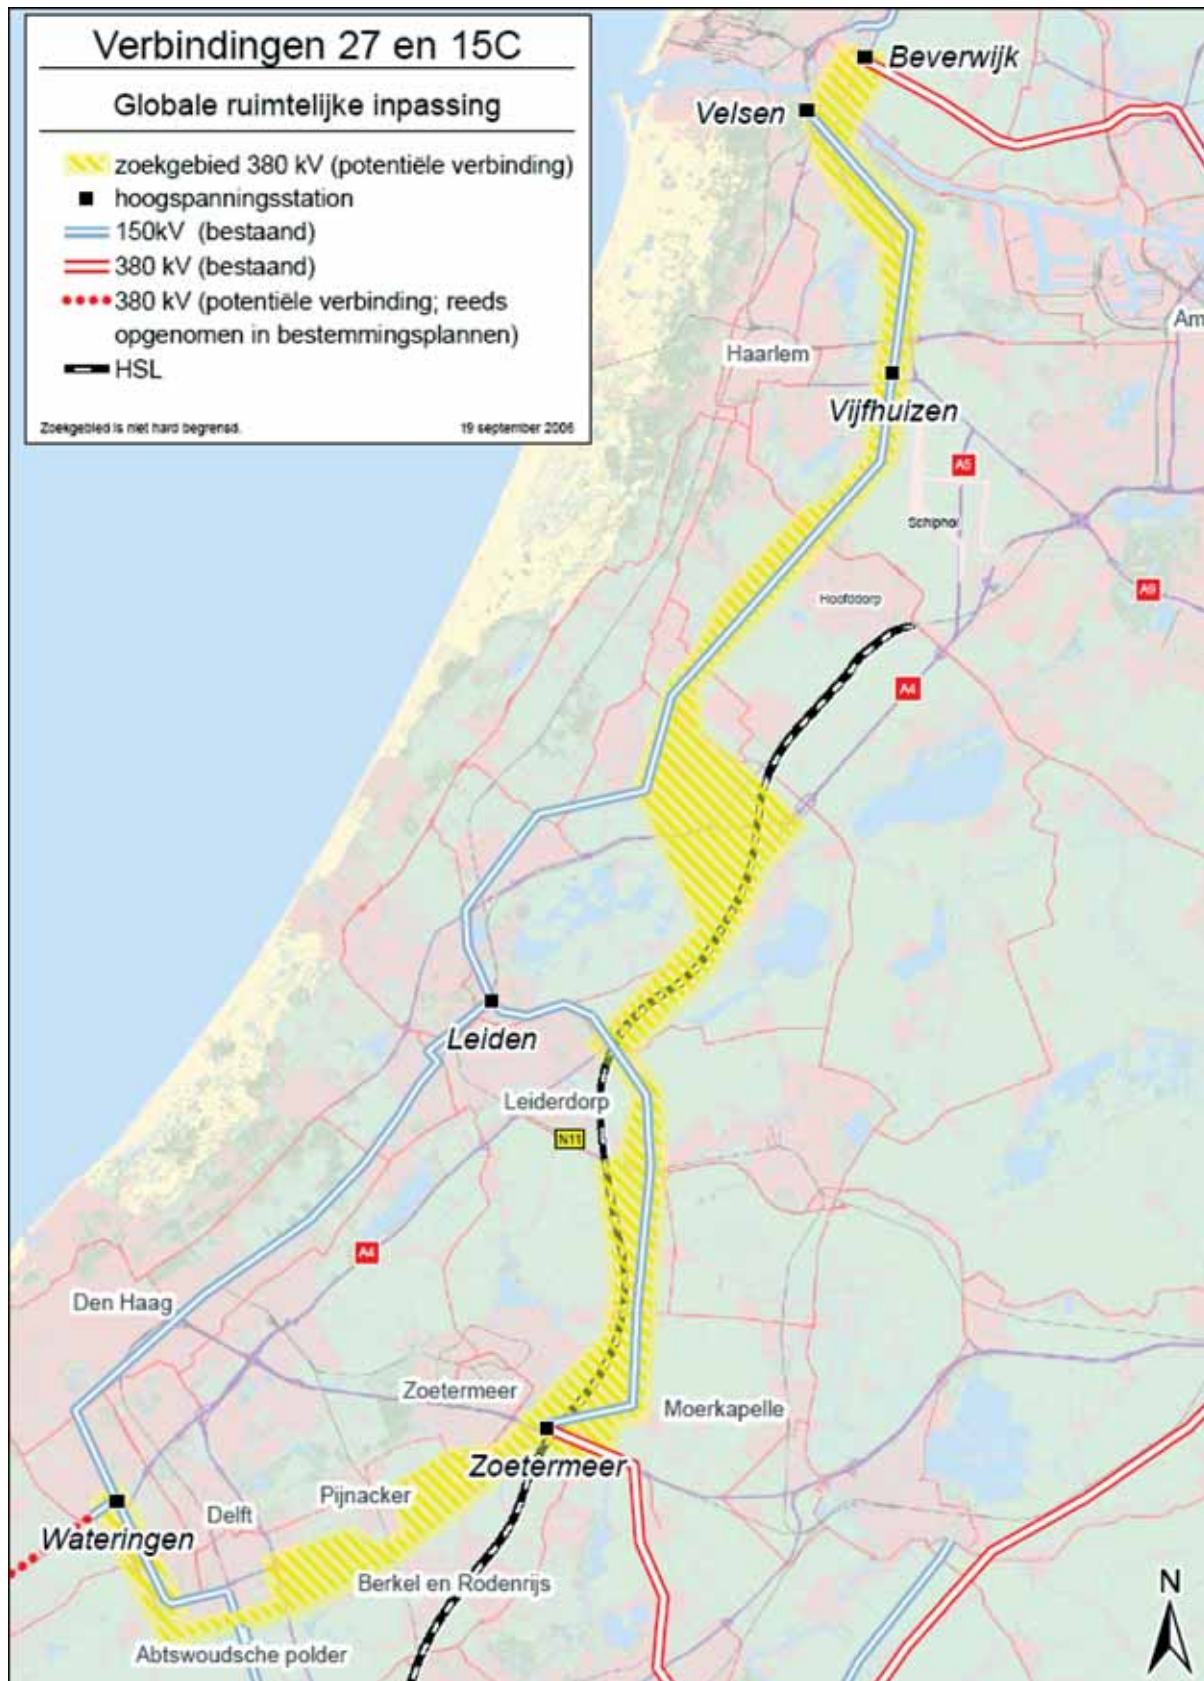 Verbindingen 27 en 15C
Globale ruimtelijke inpassing
zoekgebied 380 kV (potentiële verbinding)
hoogspanningsstation
150kV (bestaand)
380 kV (bestaand)
380 kV (potentiële verbinding; reeds
opgenomen in bestemmingsplannen)
HSL
Zoekgebied is niet hard begrensd.
19 september 2006
Beverwijk
Velsen
Am
Haarlem
Vijfhuizen
A5
Schiphol
A9
Hoofddorp
A4
Leiden
Leiderdorp
N11
A4
Den Haag
Zoetermeer
Moerkapelle
Zoetermeer
Pijnacker
Delft
Wateringen
Berkel en Rodenrijs
Abtswoudsche polder
N